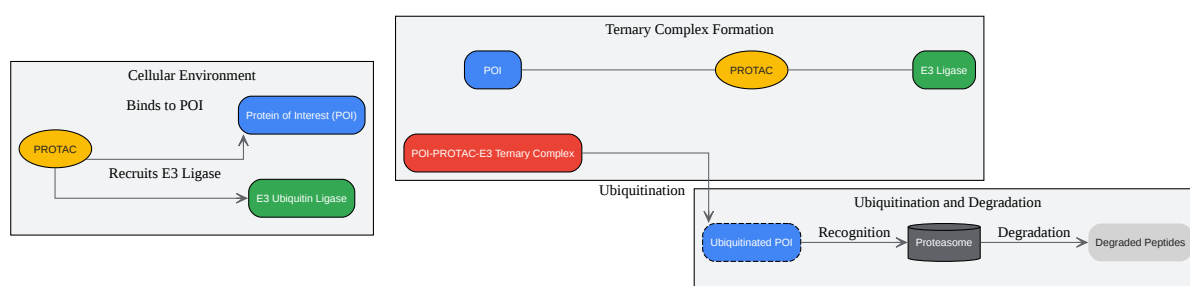 Cellular Environment
Binds to POI
Protein of Interest (POI)
PROTAC
Recruits E3 Ligase
E3 Ubiquitin Ligase
Ternary Complex Formation
POI
PROTAC
E3 Ligase
POI-PROTAC-E3 Ternary Complex
Ubiquitination
Ubiquitination and Degradation
Ubiquitinated POI
Recognition
Proteasome
Degradation
Degraded Peptides